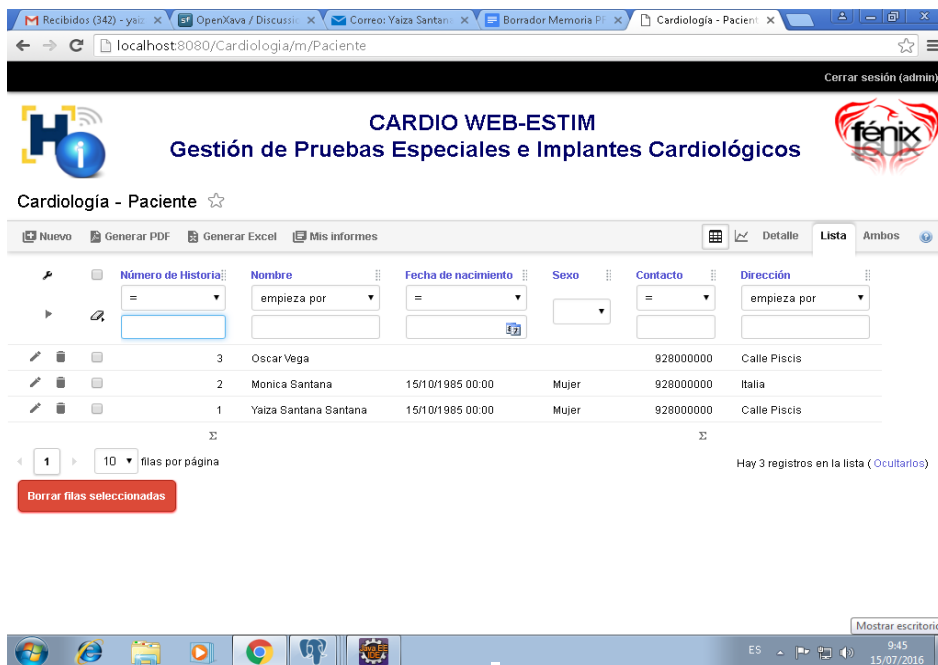 Recibidos (342) - yaiz
OpenXava / Discussio
Correo: Yaiza Santana
Borrador Memoria PF
Cardiología - Pacient
localhost:8080/Cardiologia/m/Paciente
Cerrar sesión (admin)
H i
CARDIO WEB-ESTIM
fénix
Gestión de Pruebas Especiales e Implantes Cardiológicos
Cardiología - Paciente
Nuevo Generar PDF Generar Excel Mis informes Detalle Lista Ambos
Número de Historia Nombre Fecha de nacimiento Sexo Contacto Dirección
= empieza por = = empieza por
3 Oscar Vega 928000000 Calle Piscis
2 Monica Santana 15/10/1985 00:00 Mujer 928000000 Italia
1 Yaiza Santana Santana 15/10/1985 00:00 Mujer 928000000 Calle Piscis
Σ Σ
1 10 filas por página Hay 3 registros en la lista ( Ocultarlos)
Borrar filas seleccionadas
Mostrar escritorio
Java EE IDE
ES 9:45
15/07/2016